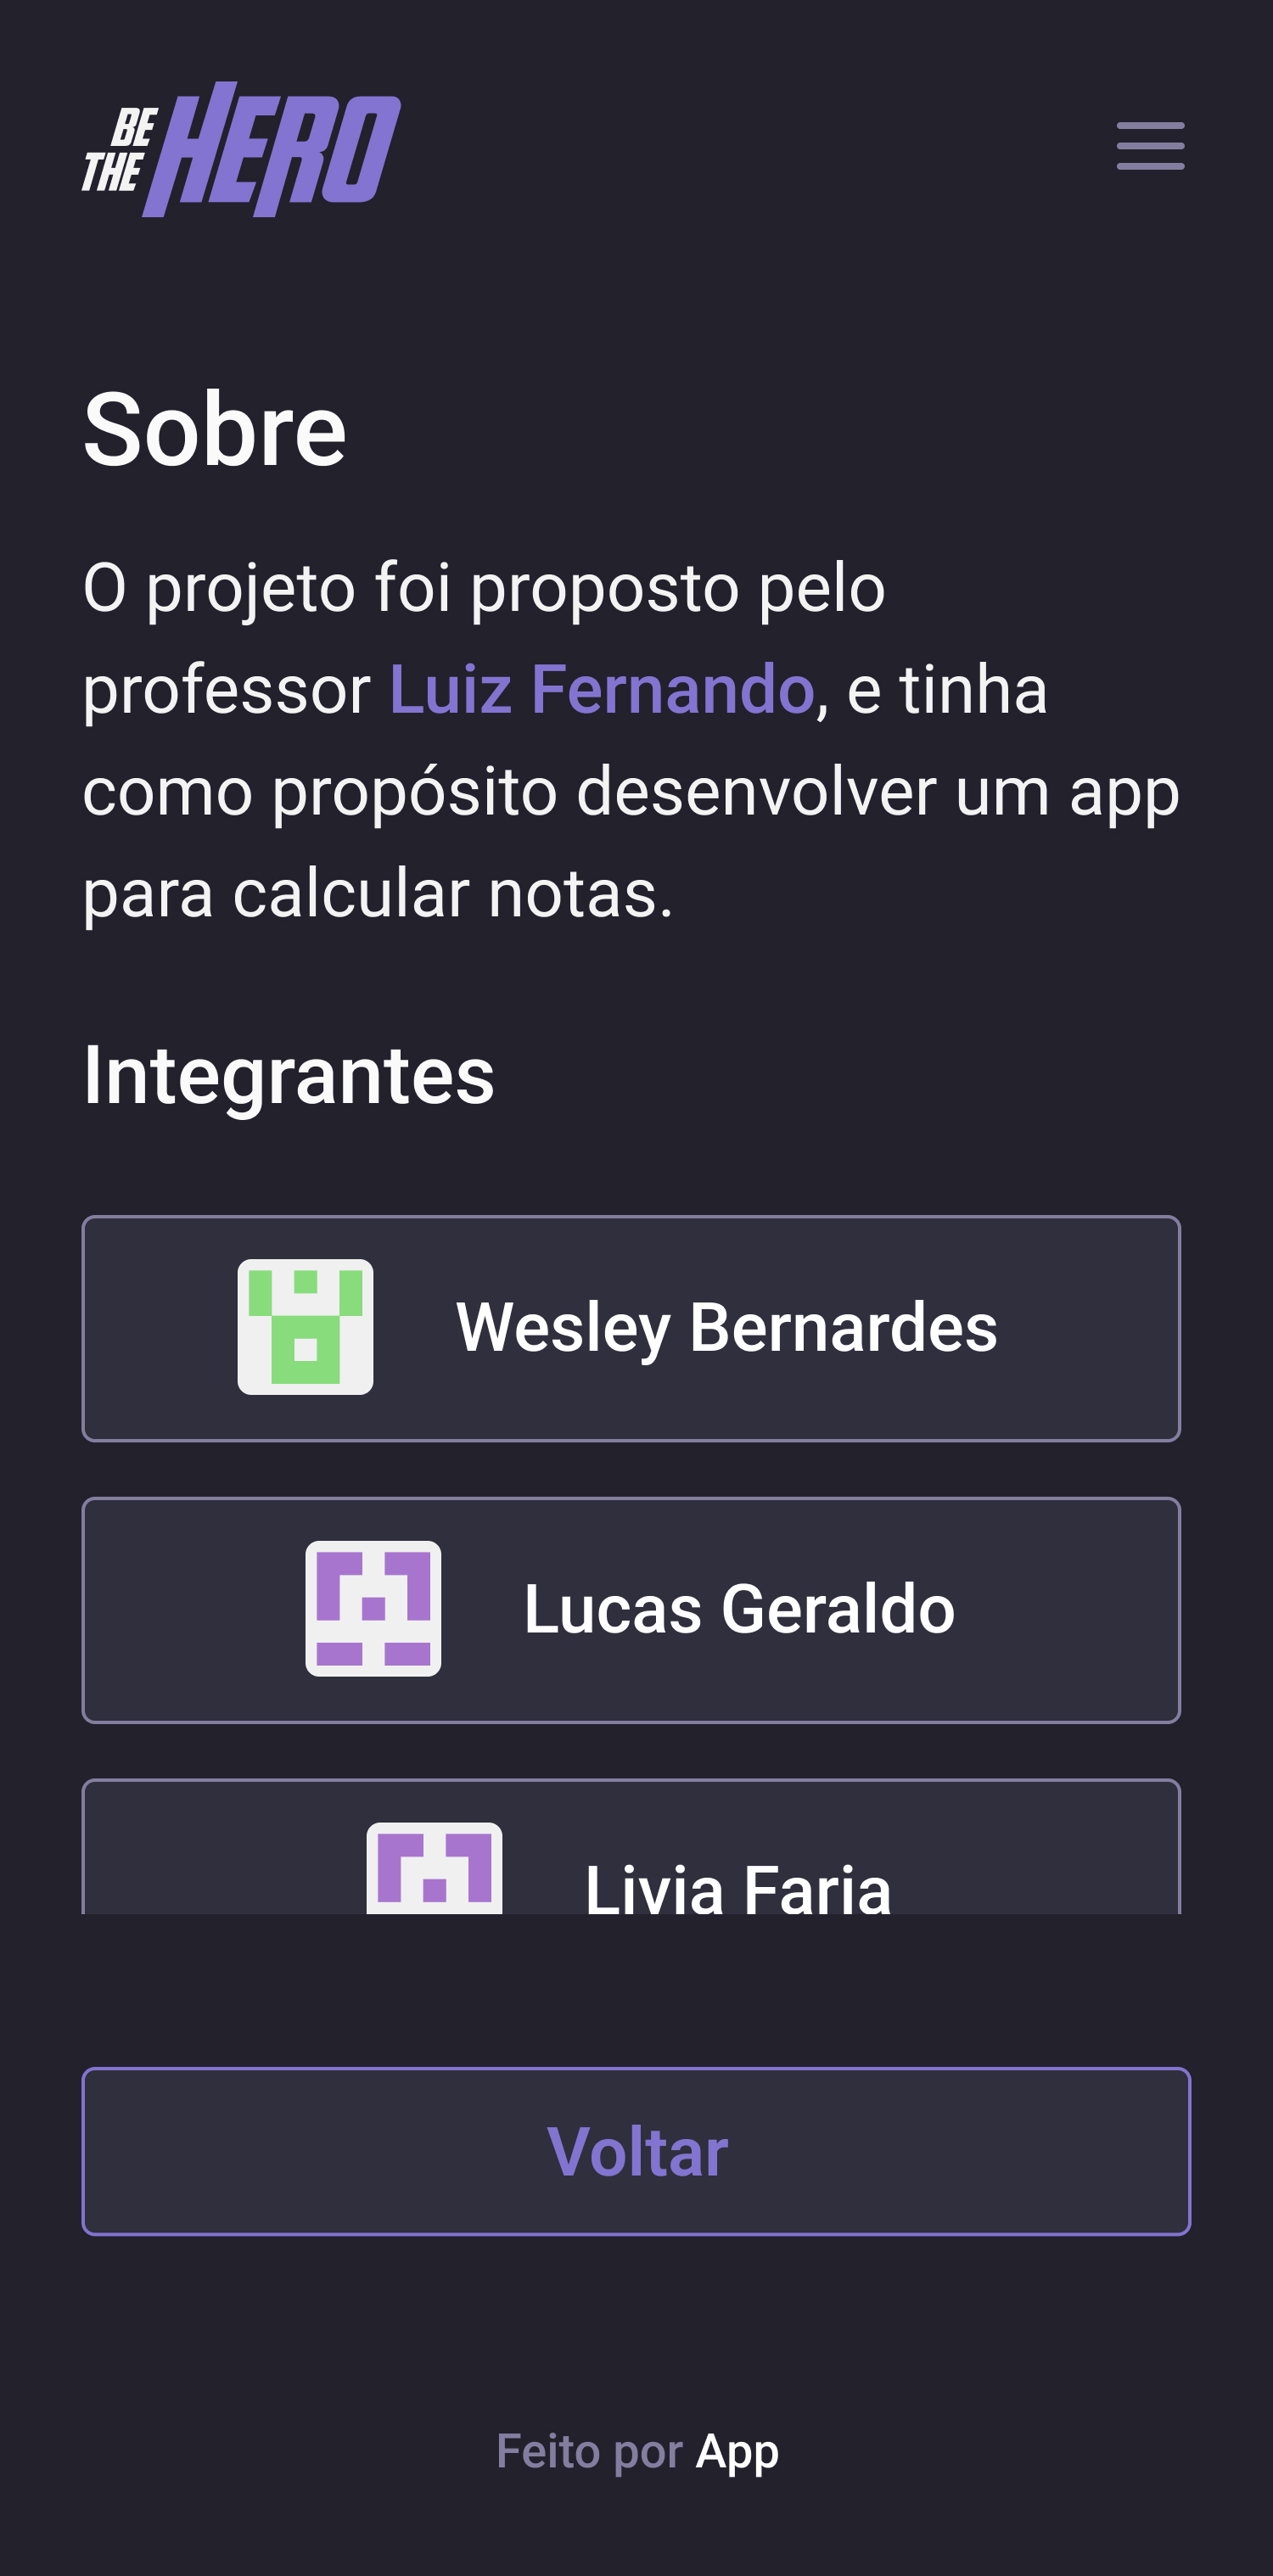 BE
THE HERO
Sobre
O projeto foi proposto pelo
professor Luiz Fernando, e tinha
como propósito desenvolver um app
para calcular notas.
Integrantes
Wesley Bernardes
Lucas Geraldo
Livia Faria
Voltar
Feito por App